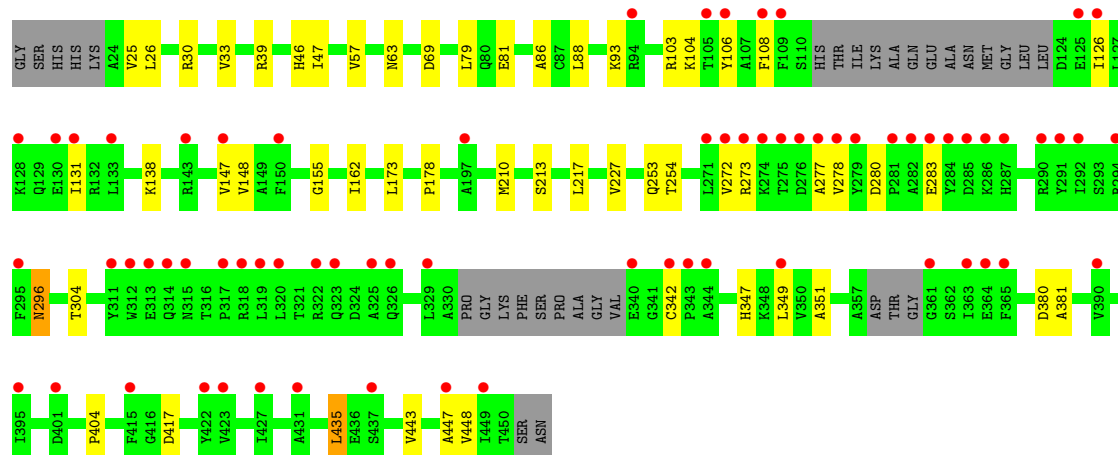 GLY SER HIS HIS LYS A24 V25 L26 R30 V33 R39 H46 I47 V57 N63 D69 L79 Q80 E81 A86 C87 L88 K93 R94 R103 K104 T105 Y106 A107 F108 F109 S110 HIS THR ILE LYS ALA GLN GLU ALA ASN MET GLY LEU LEU D124 E125 I126
K128 Q129 E130 I131 R132 L133 K138 R143 V147 V148 A149 F150 G155 I162 L173 P178 A197 M210 S213 L217 V227 Q253 T254 L271 V272 R273 K274 T275 D276 A277 V278 Y279 D280 P281 A282 E283 Y284 D285 K286 H287 R290 Y291 I292 S293
F295 N296 T304 Y311 W312 E313 Q314 N315 T316 P317 R318 L319 L320 T321 R322 Q323 D324 A325 Q326 L329 A330 PRO GLY LYS PHE SER PRO ALA GLY VAL E340 G341 C342 P343 A344 H347 K348 L349 V350 A351 A357 ASP THR GLY G361 S362 I363 E364 F365 D380 A381 V390
I395 D401 P404 F415 G416 D417 Y422 V423 I427 A431 L435 E436 S437 V443 A447 V448 I449 T450 SER ASN